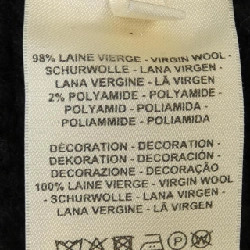 98% LAINE VIERGE - VIRGIN WOOL -
SCHURWOLLE - LANA VIRGEN -
LANA VERGINE - LÃ VIRGEN
2% POLYAMIDE - POLYAMIDE -
POLYAMID - POLIAMIDA -
POLIAMMIDE - POLIAMIDA
DÉCORATION - DECORATION -
DEKORATION - DECORACIÓN -
DECORAZIONE - DECORAÇÃO
100% LAINE VIERGE - VIRGIN WOOL
- SCHURWOLLE - LANA VIRGEN -
LANA VERGINE - LÃ VIRGEN